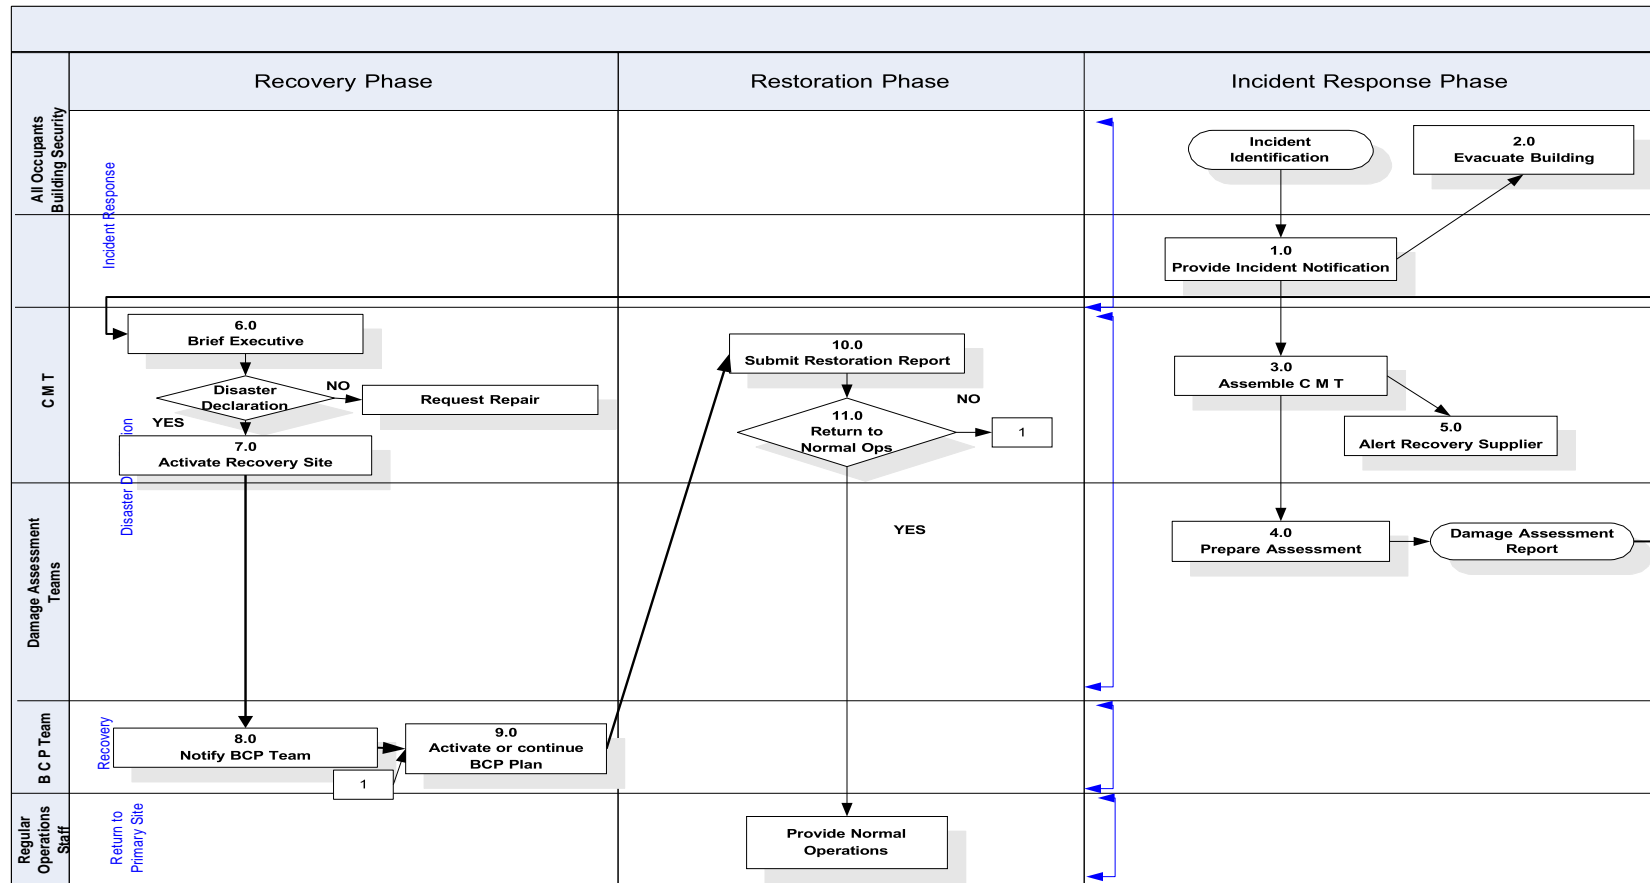 Recovery Phase
Restoration Phase
Incident Response Phase
All Occupants
Building Security
C M T
Damage Assessment
Teams
B C P Team
Regular
Operations
Staff
Incident Response
Disaster D
ion
Recovery
Return to
Primary Site
6.0
Brief Executive
Disaster
Declaration
NO
Request Repair
YES
7.0
Activate Recovery Site
8.0
Notify BCP Team
9.0
Activate or continue
BCP Plan
1
10.0
Submit Restoration Report
11.0
Return to
Normal Ops
NO
1
YES
Provide Normal
Operations
Incident
Identification
2.0
Evacuate Building
1.0
Provide Incident Notification
3.0
Assemble C M T
5.0
Alert Recovery Supplier
4.0
Prepare Assessment
Damage Assessment
Report